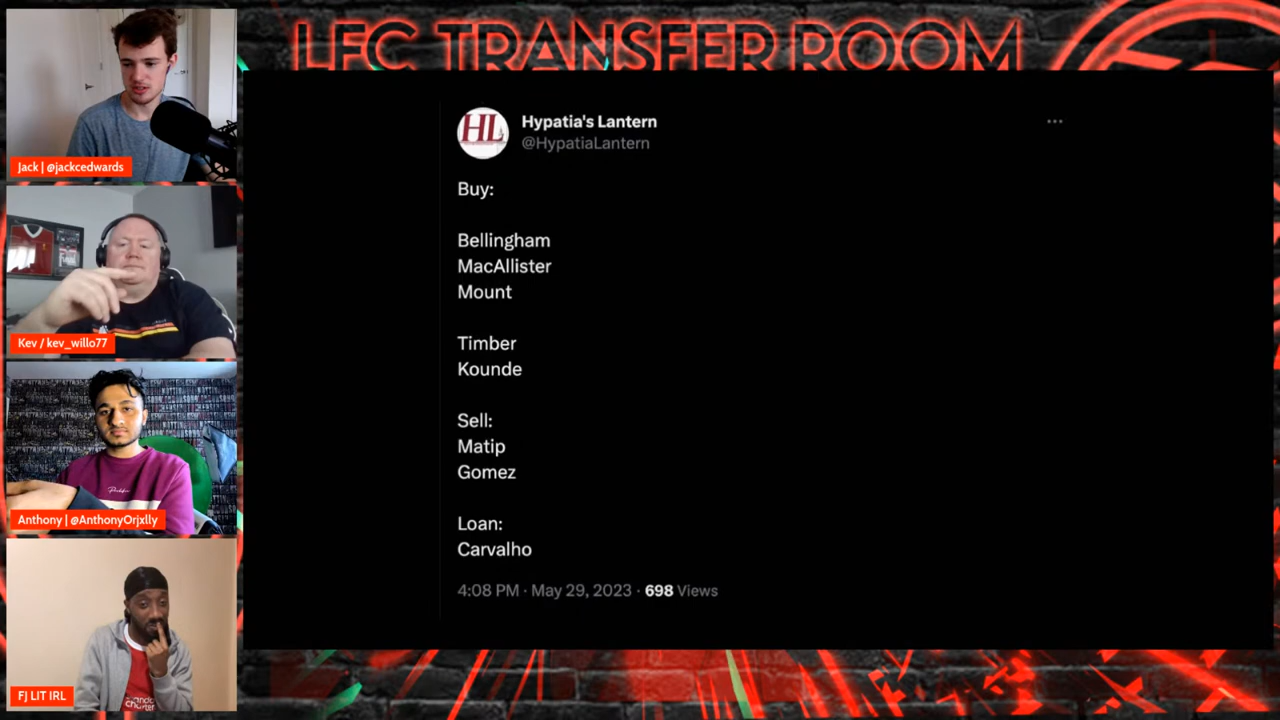 LFC TRANSFER ROOM
Jack | @jackcedwards
Kev / kev_willo77
Anthony | @AnthonyOrjxlly
FJ LIT IRL
HL
Hypatia's Lantern
@HypatiaLantern
Buy:
Bellingham
MacAllister
Mount
Timber
Kounde
Sell:
Matip
Gomez
Loan:
Carvalho
4:08 PM · May 29, 2023 · 698 Views